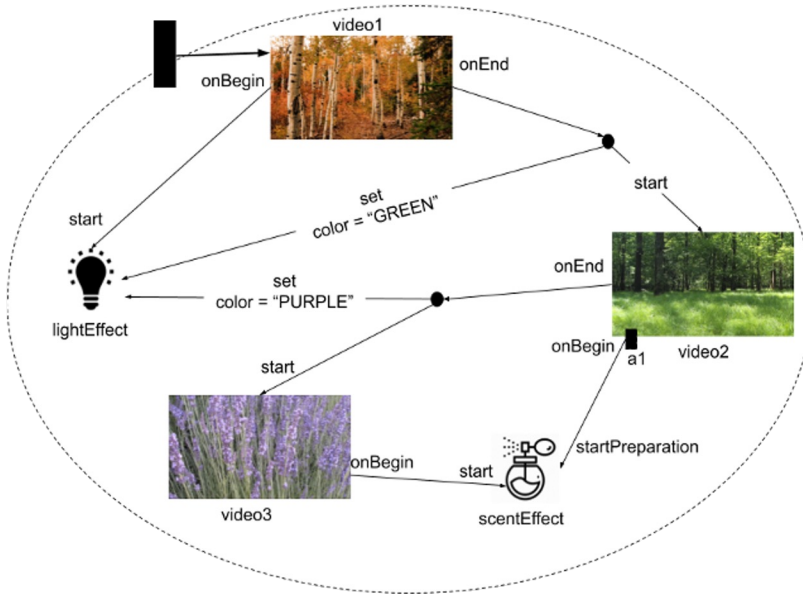 video1
onBegin
onEnd
start
set
color = “GREEN”
start
onEnd
set
color = “PURPLE”
lightEffect
onBegin
a1
video2
start
onBegin
start
startPreparation
video3
scentEffect